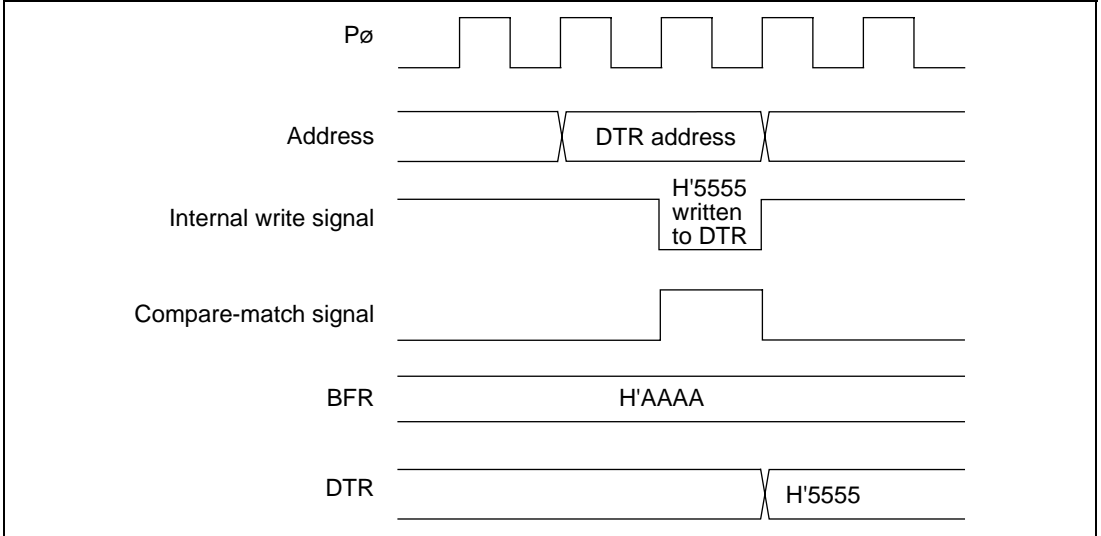 Pø
Address
DTR address
H'5555
written
to DTR
Internal write signal
Compare-match signal
BFR
H'AAAA
DTR
H'5555